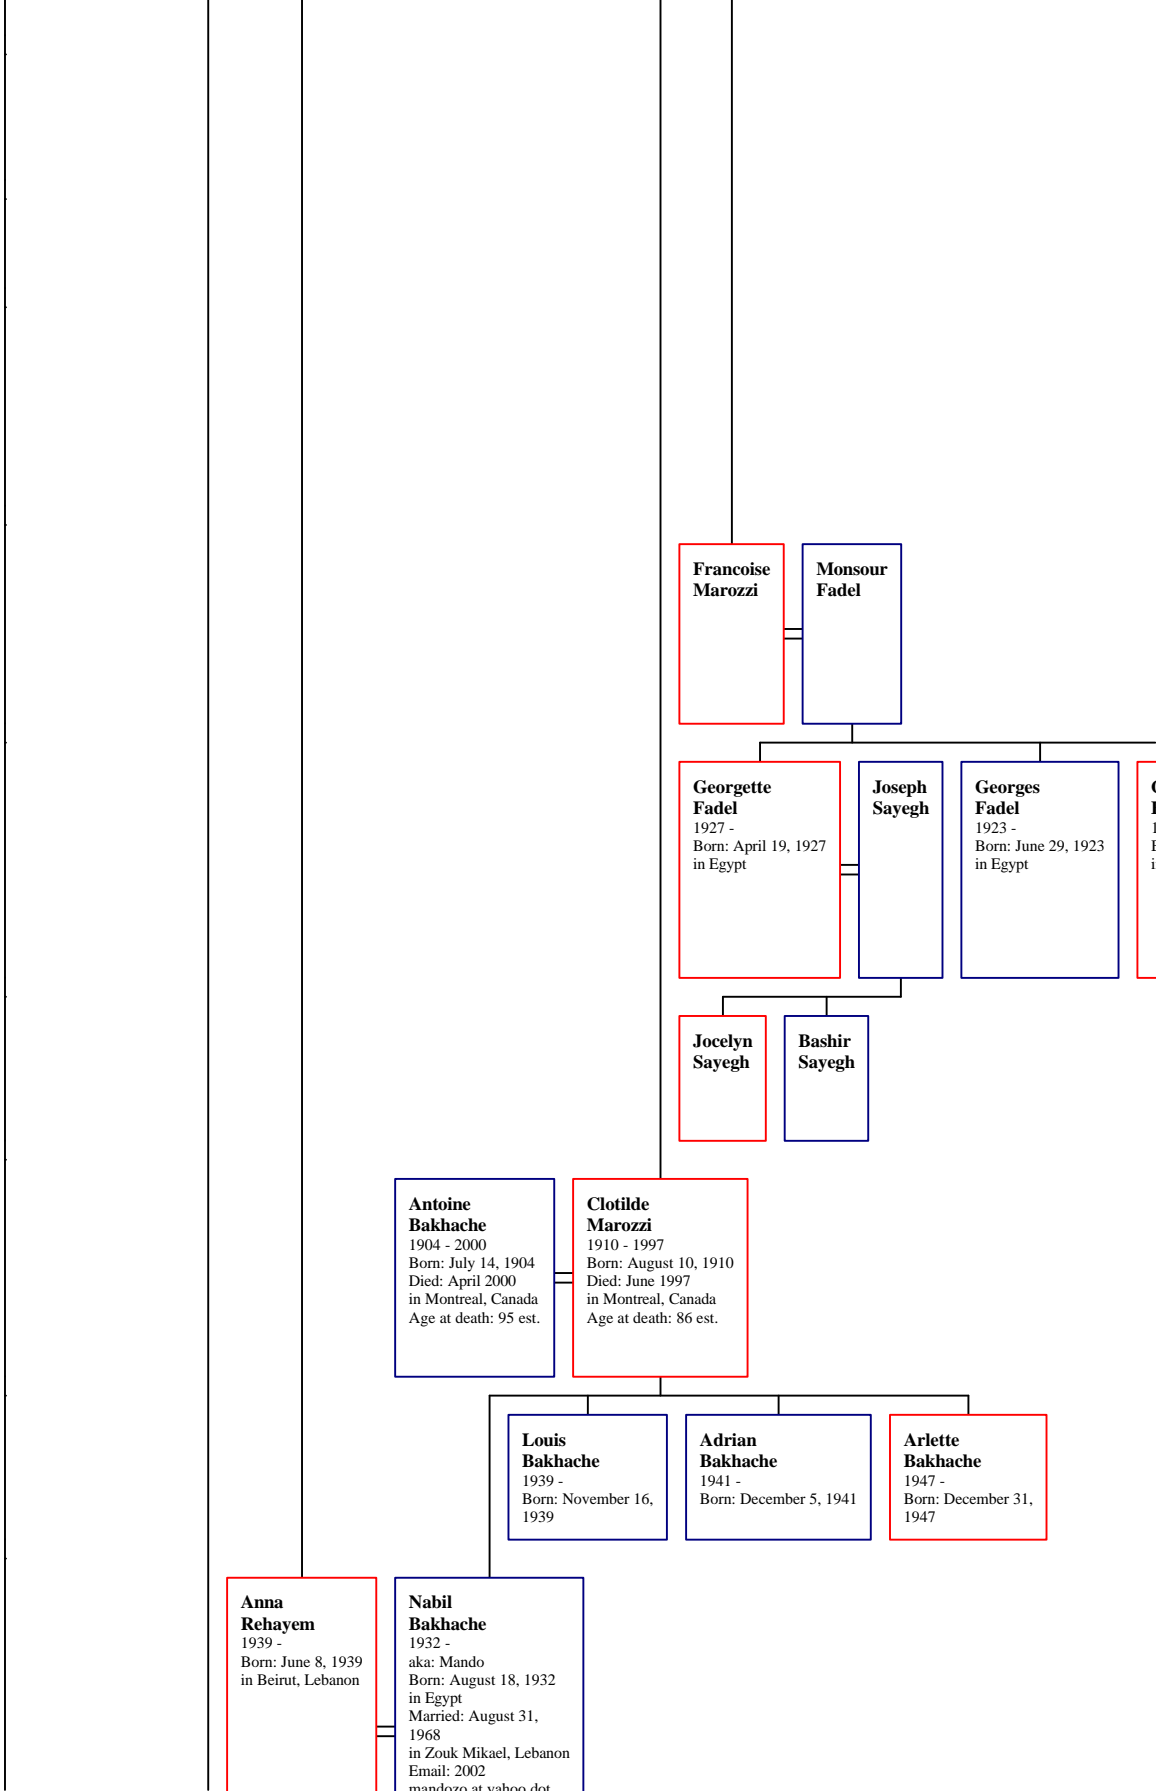 Francoise
Marozzi
Monsour
Fadel
Georgette
Fadel
1927 -
Born: April 19, 1927
in Egypt
Joseph
Sayegh
Georges
Fadel
1923 -
Born: June 29, 1923
in Egypt
Jocelyn
Sayegh
Bashir
Sayegh
Antoine
Bakhache
1904 - 2000
Born: July 14, 1904
Died: April 2000
in Montreal, Canada
Age at death: 95 est.
Clotilde
Marozzi
1910 - 1997
Born: August 10, 1910
Died: June 1997
in Montreal, Canada
Age at death: 86 est.
Louis
Bakhache
1939 -
Born: November 16,
1939
Adrian
Bakhache
1941 -
Born: December 5, 1941
Arlette
Bakhache
1947 -
Born: December 31,
1947
Anna
Rehayem
1939 -
Born: June 8, 1939
in Beirut, Lebanon
Nabil
Bakhache
1932 -
aka: Mando
Born: August 18, 1932
in Egypt
Married: August 31,
1968
in Zouk Mikael, Lebanon
Email: 2002
mandozo at yahoo dot